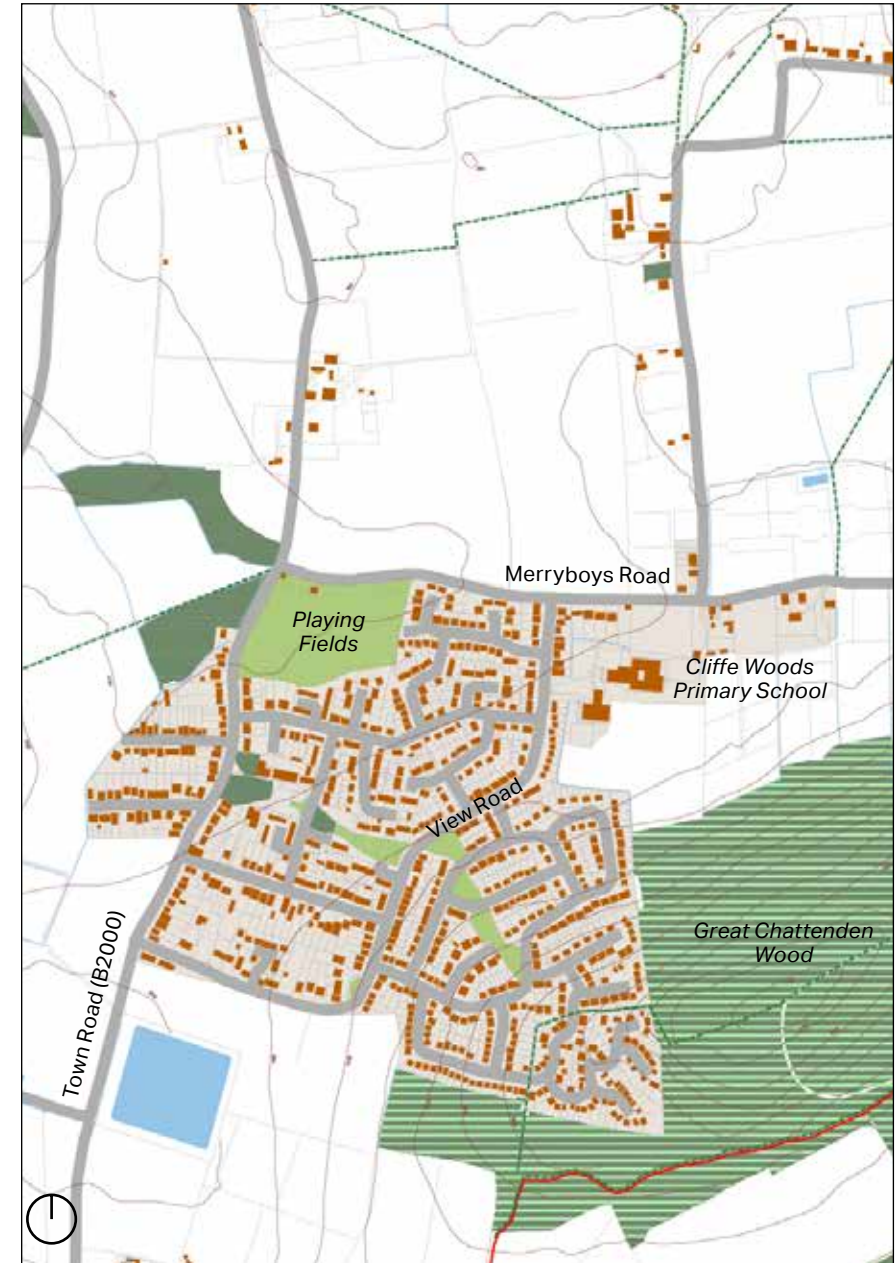 Merryboys Road
Playing
Fields
Cliffe Woods
Primary School
View Road
Great Chattenden
Wood
Town Road (B2000)